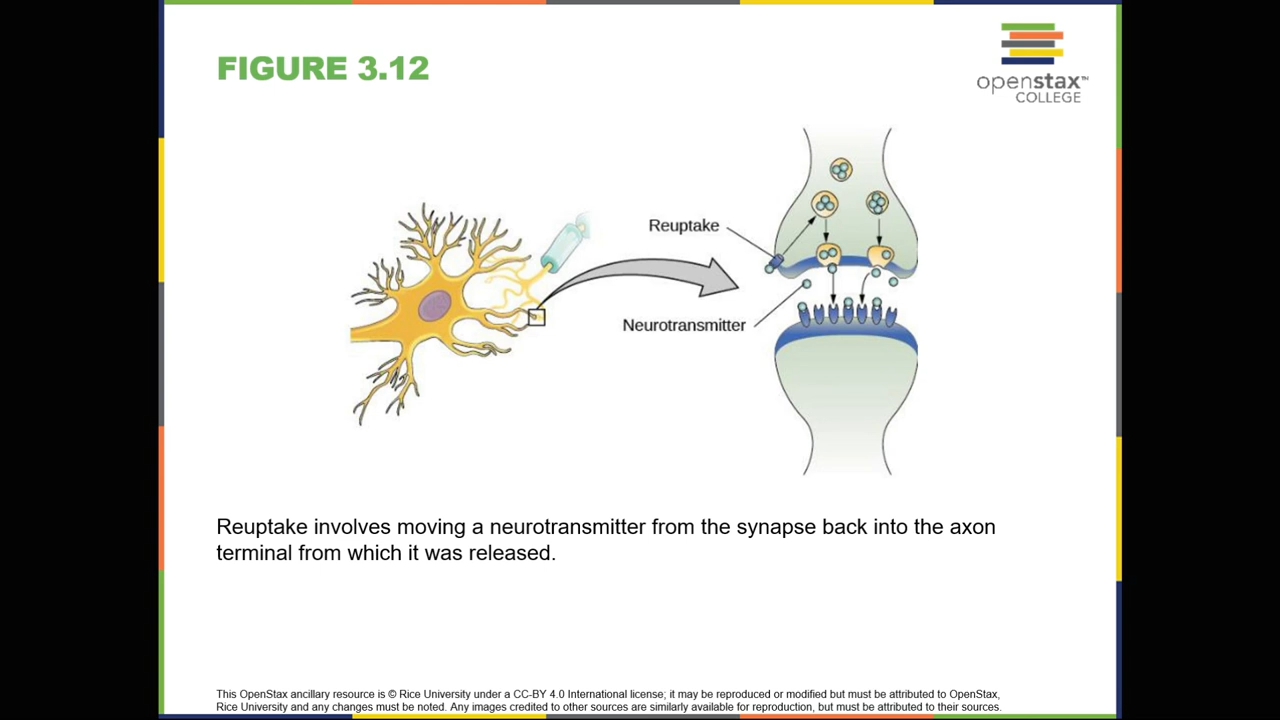 FIGURE 3.12
openstax™
COLLEGE
Reuptake
Neurotransmitter
Reuptake involves moving a neurotransmitter from the synapse back into the axon
terminal from which it was released.
This OpenStax ancillary resource is © Rice University under a CC-BY 4.0 International license; it may be reproduced or modified but must be attributed to OpenStax,
Rice University and any changes must be noted. Any images credited to other sources are similarly available for reproduction, but must be attributed to their sources.